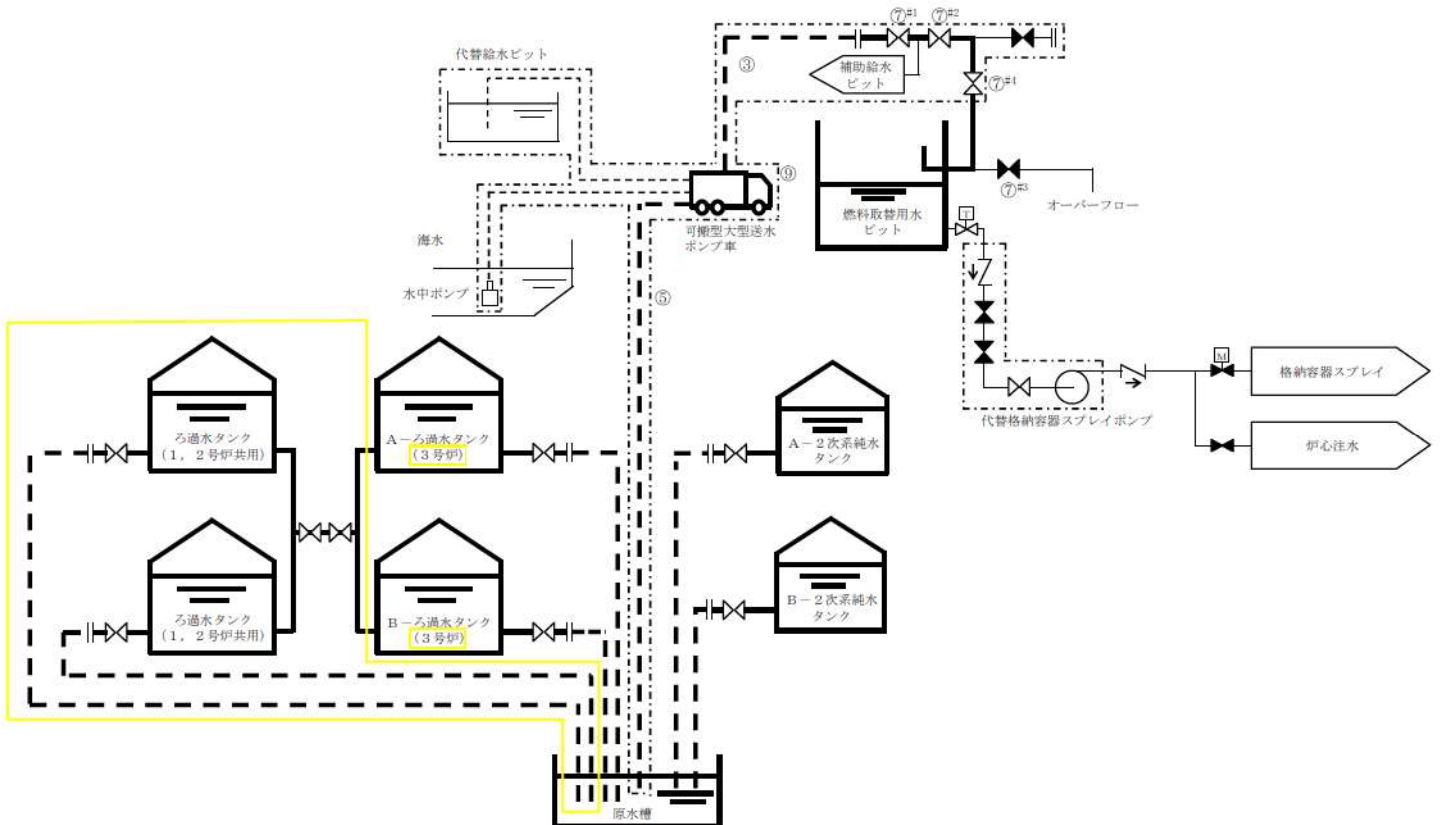 ⑦#1
⑦#2
代替給水ピット
③
補助給水
ピット
⑦#4
⑨
⑦#3
オーバーフロー
燃料取替用水
ピット
T
可搬型大型送水
ポンプ車
海水
水中ポンプ
⑤
M
格納容器スプレイ
代替格納容器スプレイポンプ
炉心注水
ろ過水タンク
(1，2号炉共用)
A－ろ過水タンク
(3号炉)
A－2次系純水
タンク
ろ過水タンク
(1，2号炉共用)
B－ろ過水タンク
(3号炉)
B－2次系純水
タンク
原水槽